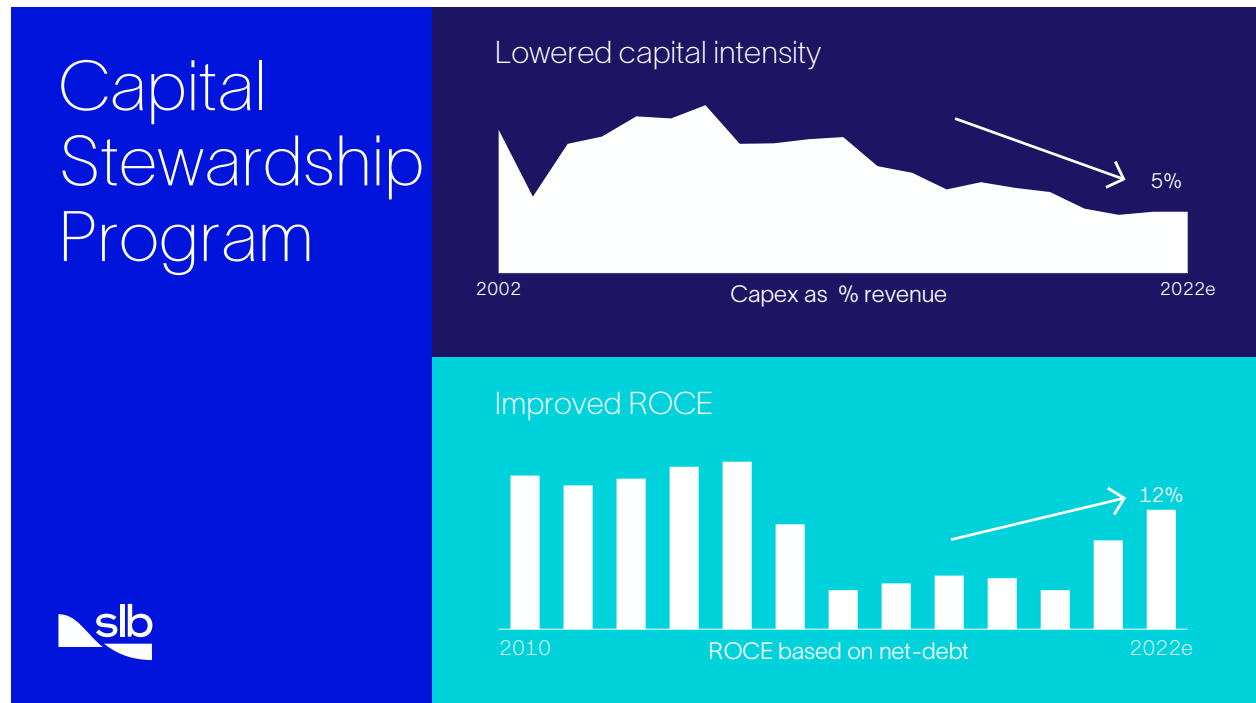 Capital
Stewardship
Program
slb
Lowered capital intensity
5%
2002
Capex as % revenue
2022e
Improved ROCE
12%
2010
ROCE based on net-debt
2022e